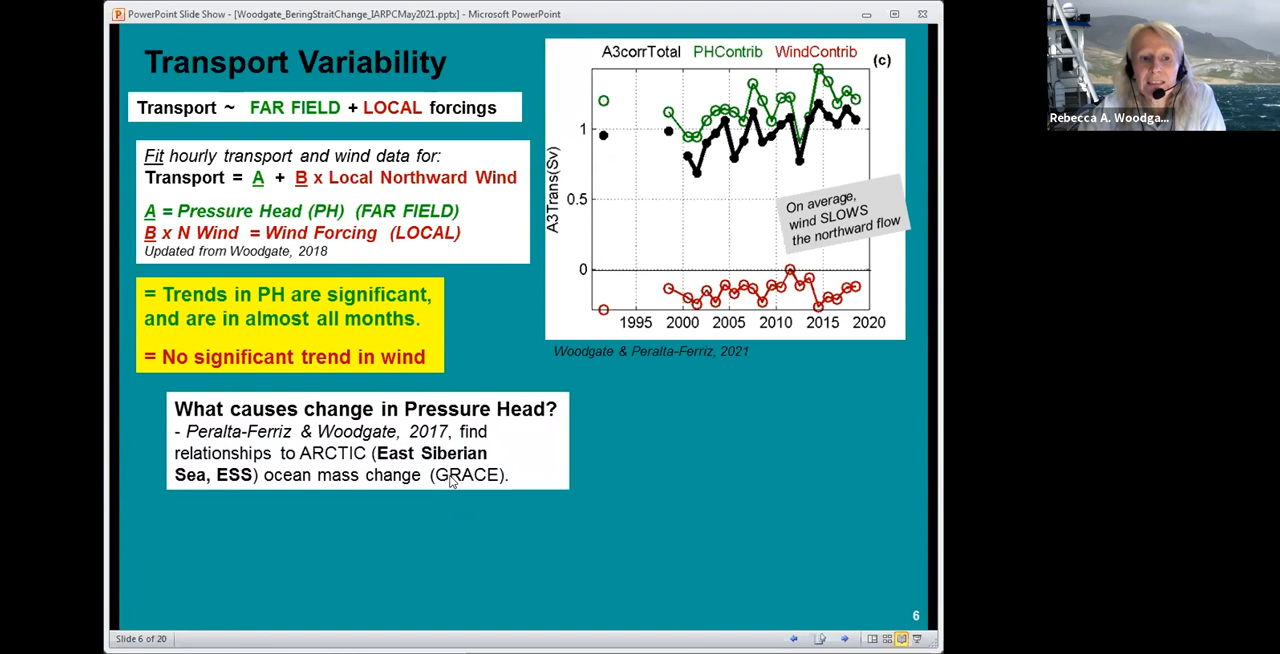 PowerPoint Slide Show - [Woodgate_BeringStraitChange_IARPCMay2021.pptx] - Microsoft PowerPoint
Transport Variability
Transport ~ FAR FIELD + LOCAL forcings
Fit hourly transport and wind data for:
Transport = A + B x Local Northward Wind
A = Pressure Head (PH) (FAR FIELD)
B x N Wind = Wind Forcing (LOCAL)
Updated from Woodgate, 2018
= Trends in PH are significant,
and are in almost all months.
= No significant trend in wind
What causes change in Pressure Head?
- Peralta-Ferriz & Woodgate, 2017, find
relationships to ARCTIC (East Siberian
Sea, ESS) ocean mass change (GRACE).
A3corrTotal PHContrib WindContrib
(c)
A3Trans(Sv)
1
0.5
0
1995 2000 2005 2010 2015 2020
On average,
wind SLOWS
the northward flow
Woodgate & Peralta-Ferriz, 2021
6
Slide 6 of 20
Rebecca A. Woodga...